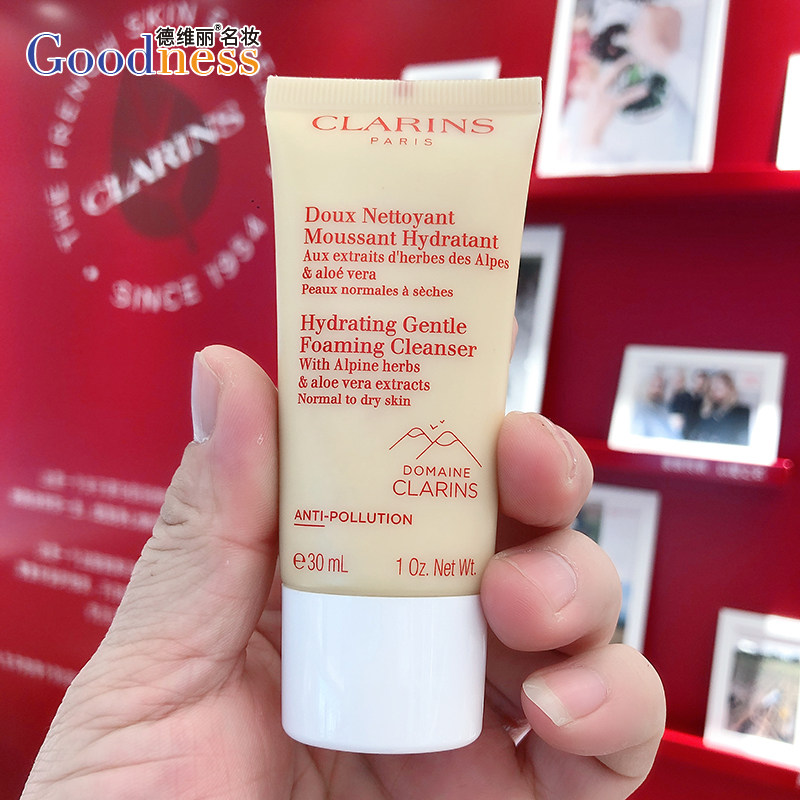 德维丽®名妆
Goodness
THE FRENCH SKIN
CLARINS
SINCE 1954
CLARINS
PARIS
Doux Nettoyant
Moussant Hydratant
Aux extraits d'herbes des Alpes
& aloé vera
Peaux normales à sèches
Hydrating Gentle
Foaming Cleanser
With Alpine herbs
& aloe vera extracts
Normal to dry skin
DOMAINE
CLARINS
ANTI-POLLUTION
℮30 mL 1 Oz. Net Wt.